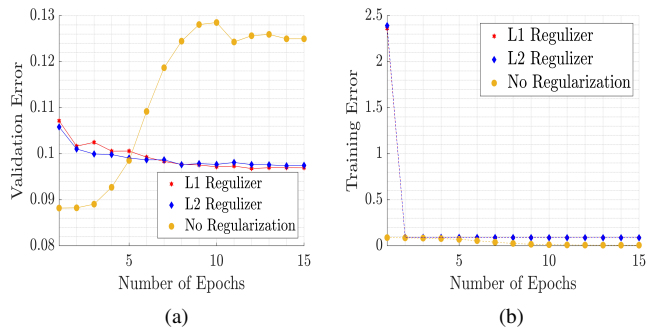 0.13
0.12
0.11
0.1
0.09
0.08
Validation Error
5
10
15
Number of Epochs
L1 Regulizer
L2 Regulizer
No Regularization
(a)
2.5
2
1.5
1
0.5
0
Training Error
5
10
15
Number of Epochs
L1 Regulizer
L2 Regulizer
No Regularization
(b)